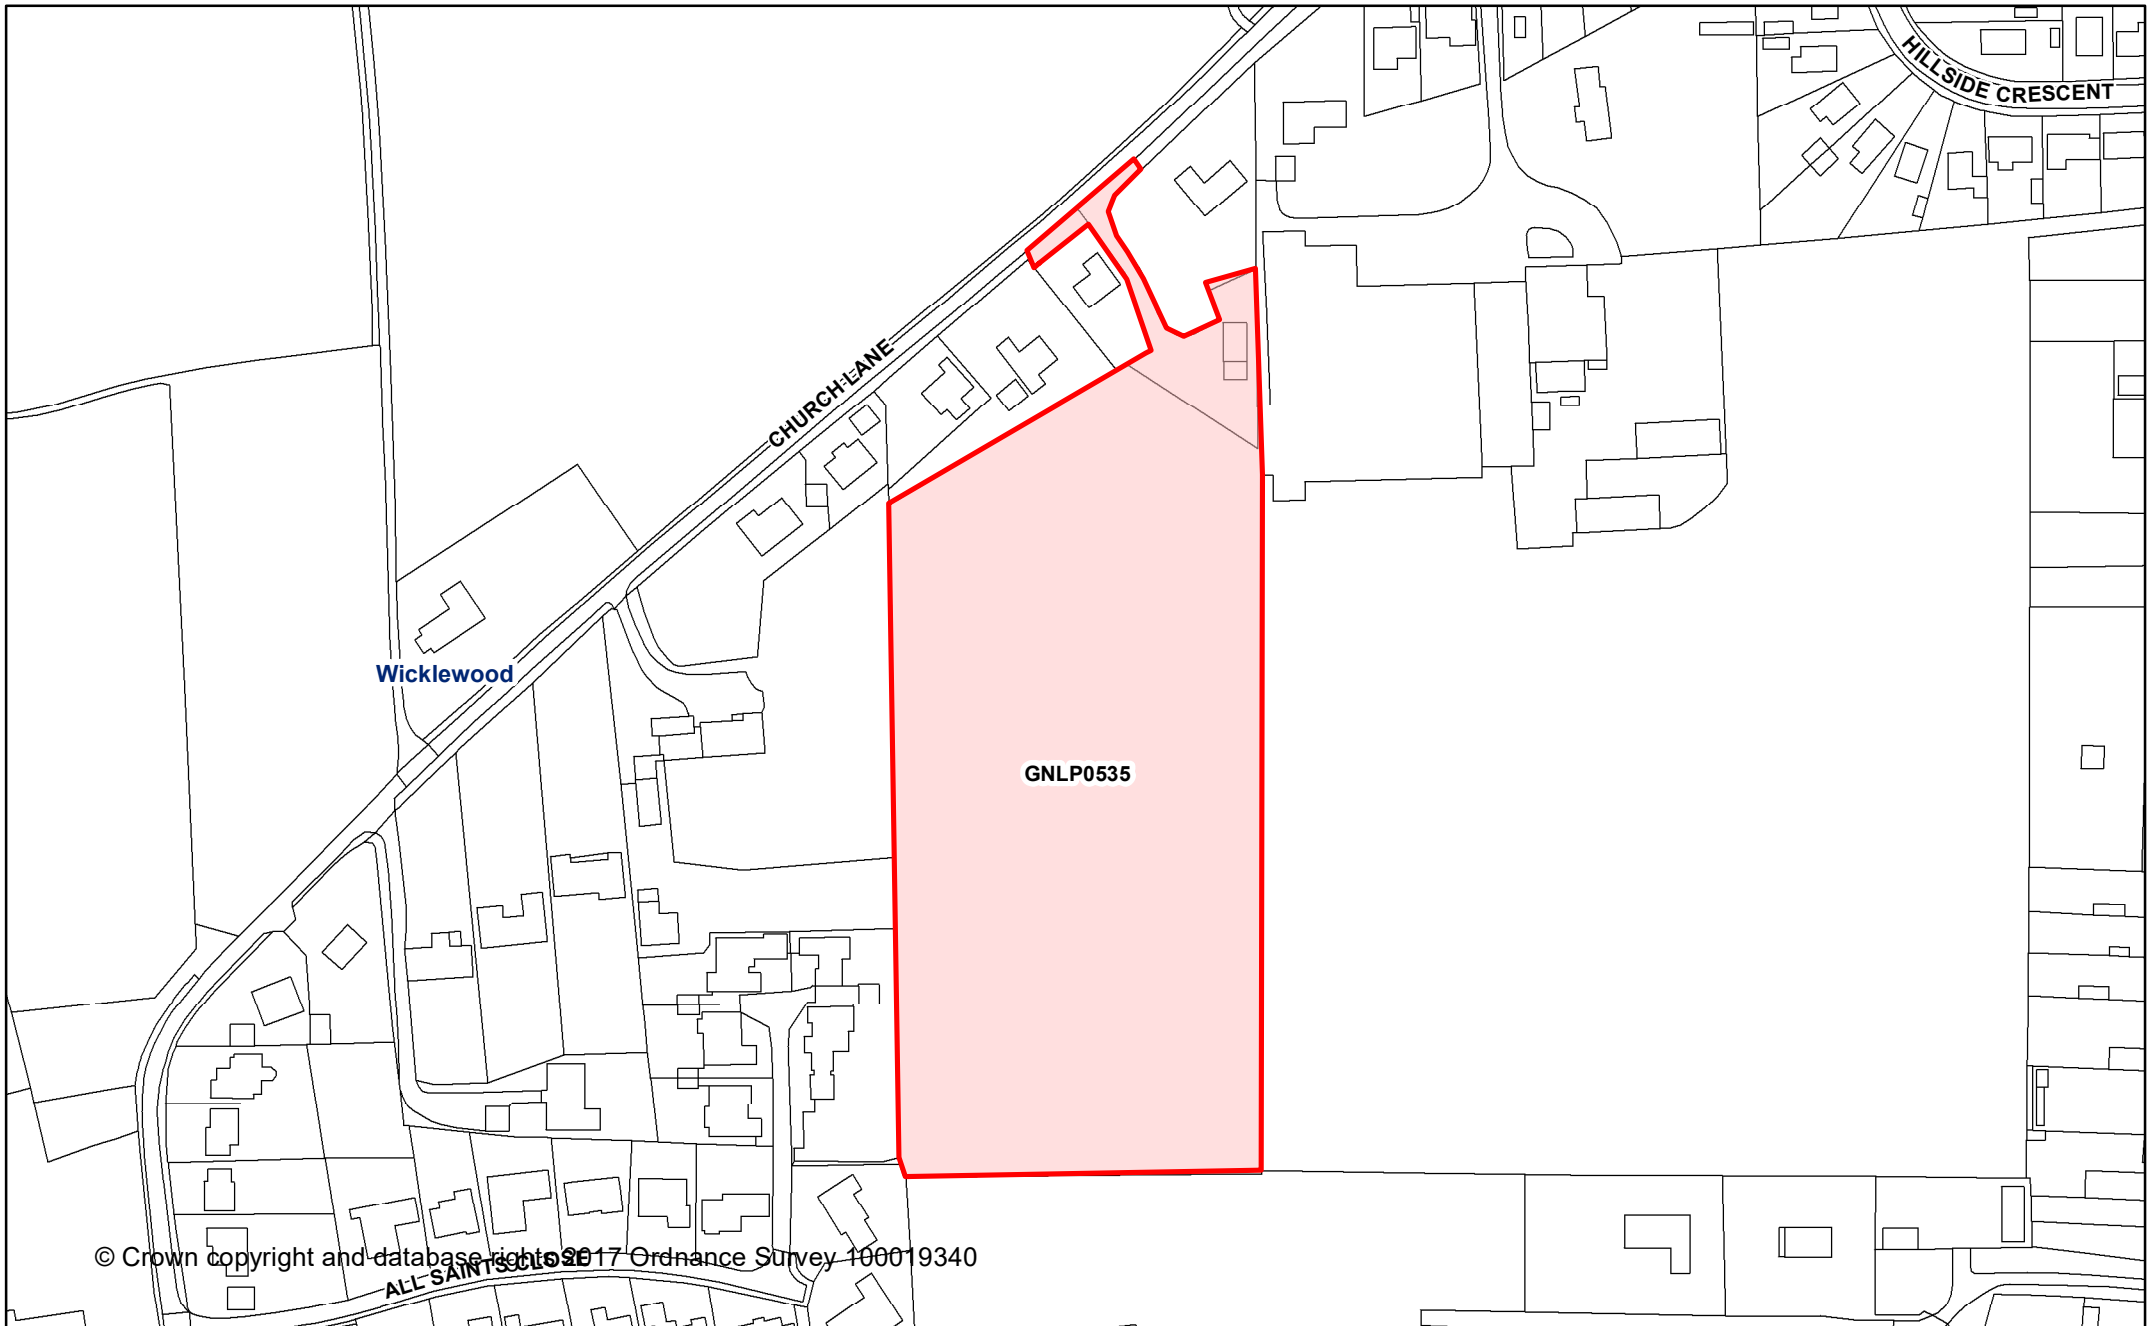 HILLSIDE CRESCENT
CHURCH LANE
Wicklewood
GNLP0535
© Crown copyright and database rights 2017 Ordnance Survey 100019340
ALL SAINTS CLOSE